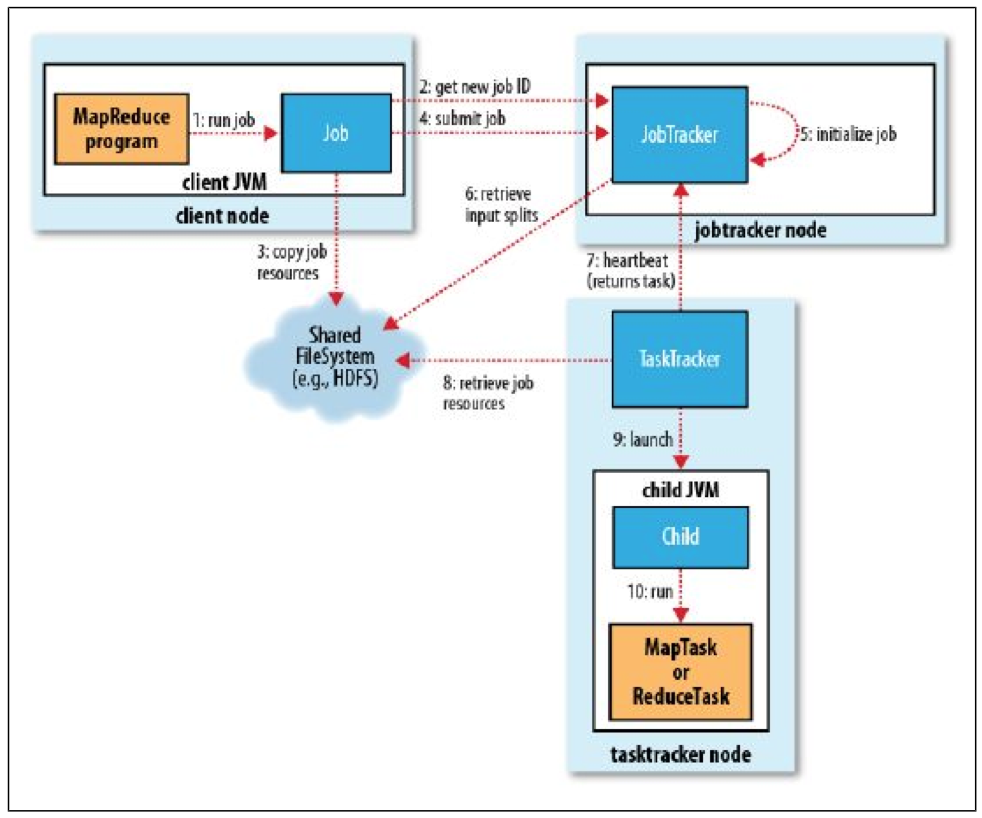 MapReduce
program
1: run job
Job
client JVM
client node
2: get new job ID
4: submit job
JobTracker
5: initialize job
jobtracker node
3: copy job
resources
6: retrieve
input splits
7: heartbeat
(returns task)
Shared
FileSystem
(e.g., HDFS)
8: retrieve job
resources
TaskTracker
9: launch
child JVM
Child
10: run
MapTask
or
ReduceTask
tasktracker node